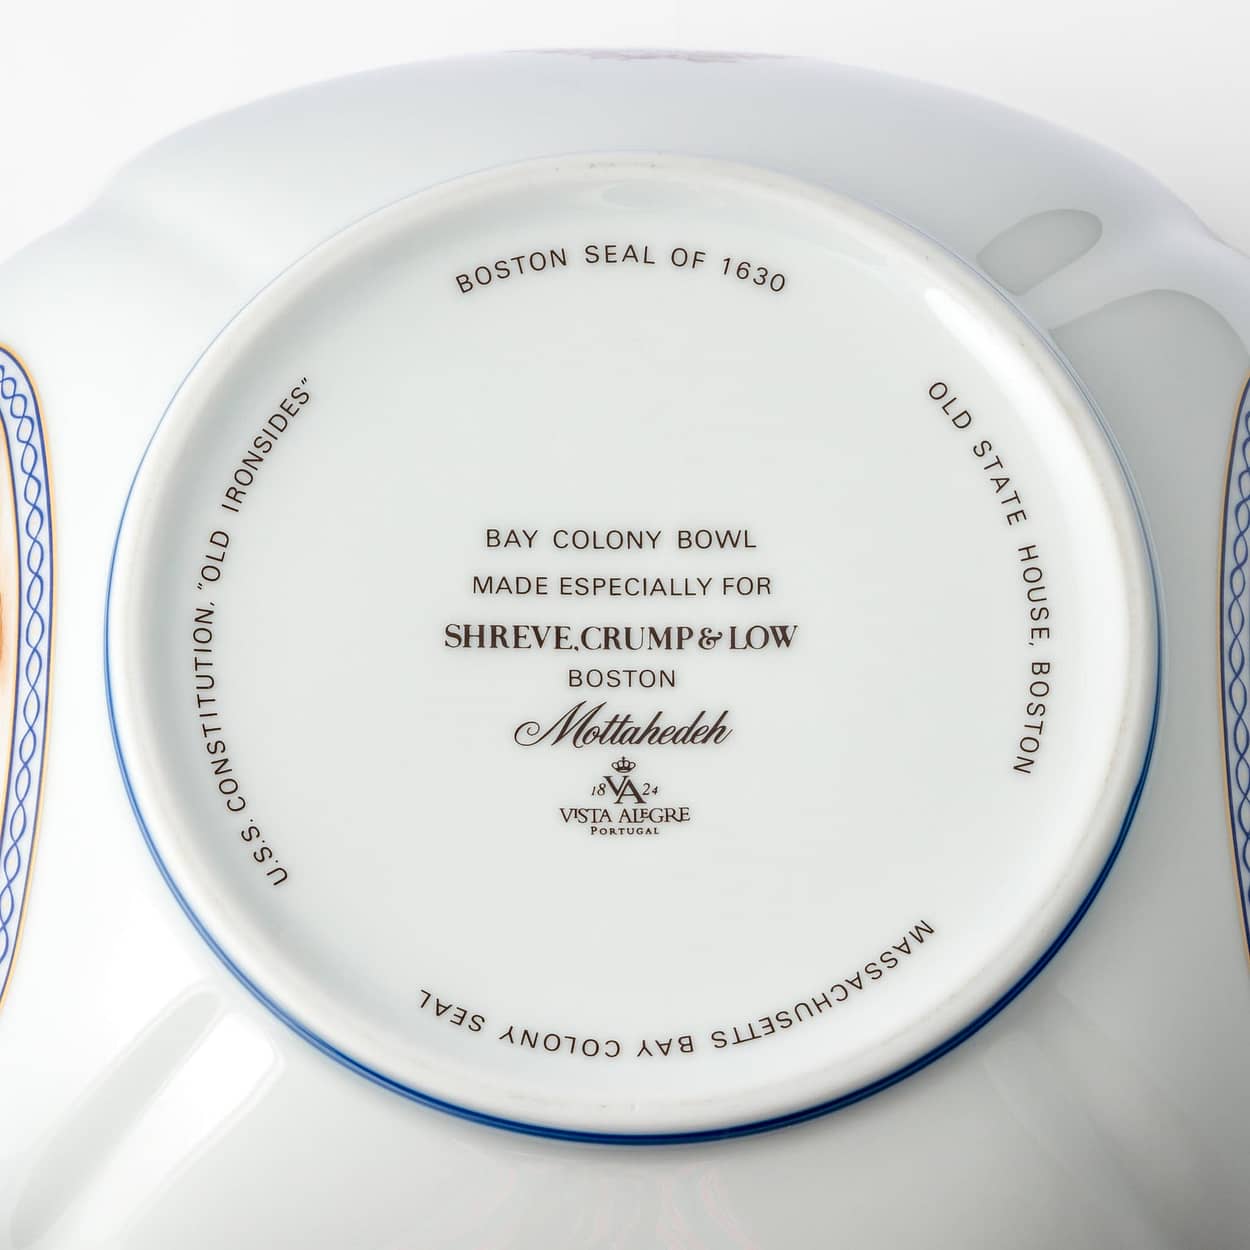 BOSTON SEAL OF 1630
OLD STATE HOUSE, BOSTON
MASSACHUSETTS BAY COLONY SEAL
U.S.S. CONSTITUTION, "OLD IRONSIDES"
BAY COLONY BOWL
MADE ESPECIALLY FOR
SHREVE, CRUMP & LOW
BOSTON
Mottahedeh
18 VA 24
VISTA ALEGRE
PORTUGAL